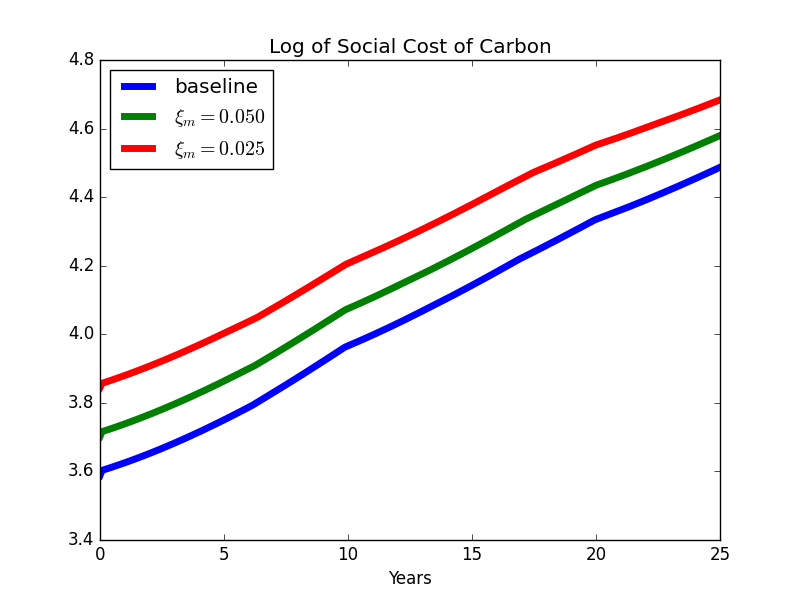 Log of Social Cost of Carbon
4.8
4.6
4.4
4.2
4.0
3.8
3.6
3.4
baseline
ξₘ = 0.050
ξₘ = 0.025
0 5 10 15 20 25
Years